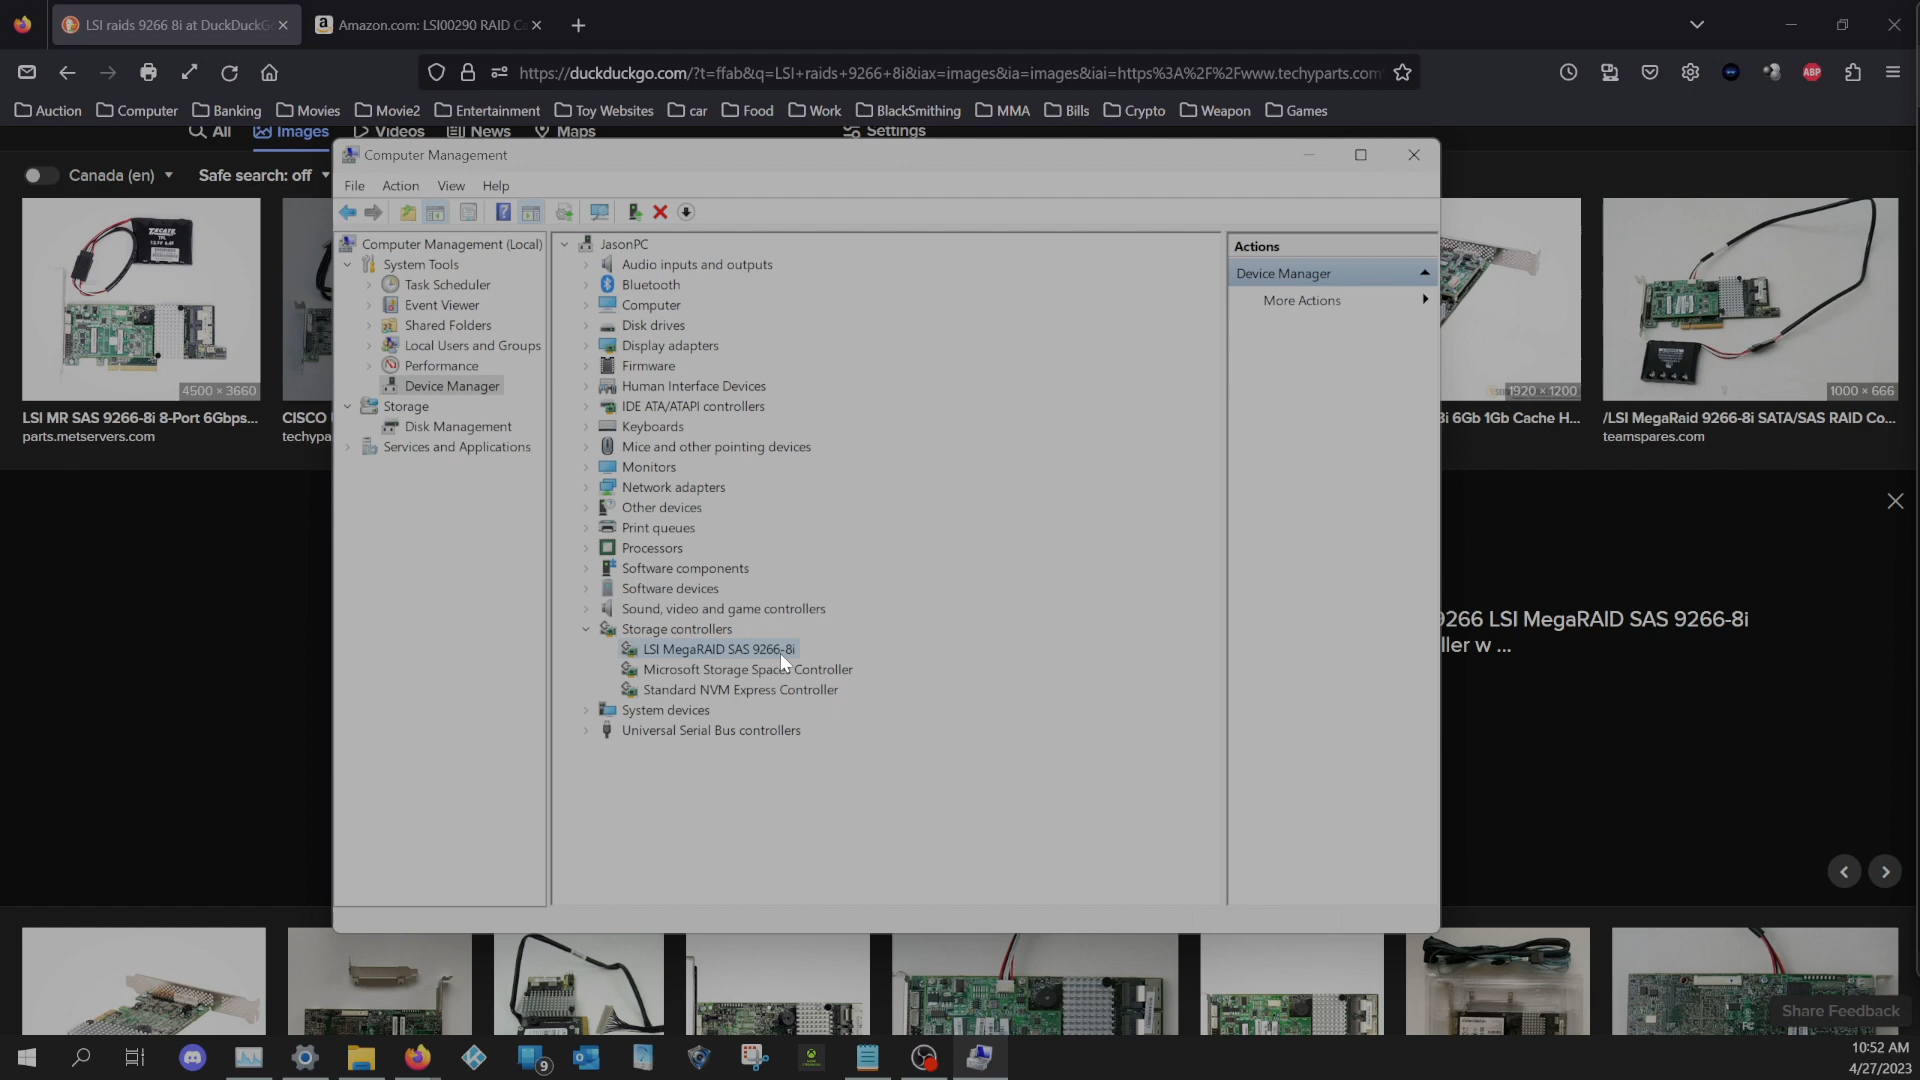 LSI raids 9266 8i at DuckDuckG
Amazon.com: LSI00290 RAID C
https://duckduckgo.com/?t=ffab&q=LSI+raids+9266+8i&iax=images&ia=images&iai=https%3A%2F%2Fwww.techyparts.com
ABP
Auction Computer Banking Movies Movie2 Entertainment Toy Websites car Food Work BlackSmithing MMA Bills Crypto Weapon Games
All Images Videos News Maps Settings
Canada (en) Safe search: off
Computer Management
File Action View Help
Computer Management (Local)
System Tools
Task Scheduler
Event Viewer
Shared Folders
Local Users and Groups
Performance
Device Manager
Storage
Disk Management
Services and Applications
JasonPC
Audio inputs and outputs
Bluetooth
Computer
Disk drives
Display adapters
Firmware
Human Interface Devices
IDE ATA/ATAPI controllers
Keyboards
Mice and other pointing devices
Monitors
Network adapters
Other devices
Print queues
Processors
Software components
Software devices
Sound, video and game controllers
Storage controllers
LSI MegaRAID SAS 9266-8i
Microsoft Storage Spaces Controller
Standard NVM Express Controller
System devices
Universal Serial Bus controllers
Actions
Device Manager
More Actions
TECATE
4500 × 3660
LSI MR SAS 9266-8i 8-Port 6Gbps...
parts.metservers.com
CISCO
techypa
1920 × 1200
8i 6Gb 1Gb Cache H...
1000 × 666
/LSI MegaRaid 9266-8i SATA/SAS RAID Co...
teamspares.com
9266 LSI MegaRAID SAS 9266-8i
ller w ...
Share Feedback
9
10:52 AM
4/27/2023